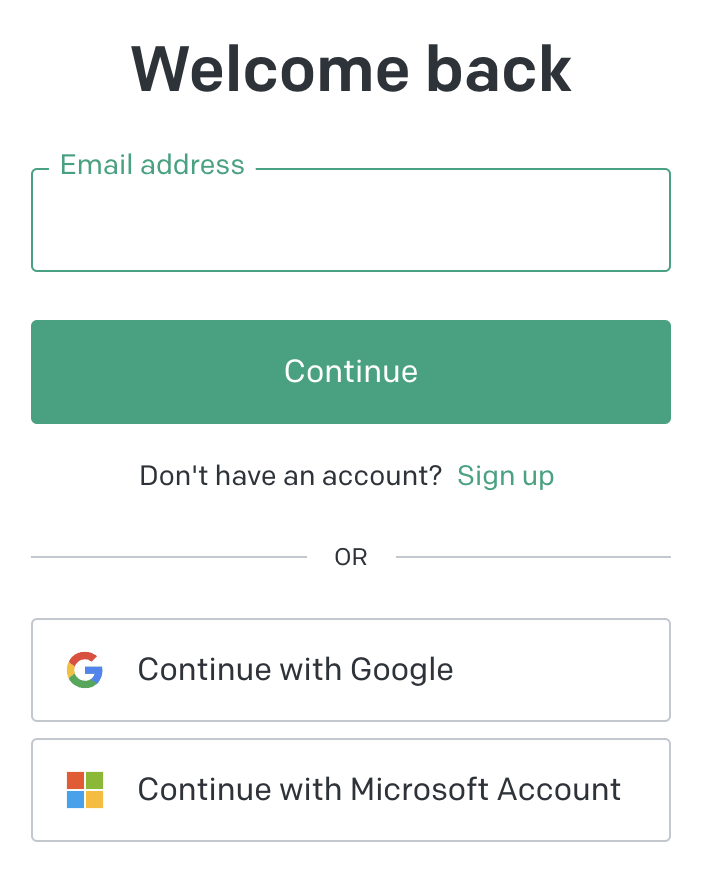 Welcome back
Email address
Continue
Don't have an account? Sign up
OR
Continue with Google
Continue with Microsoft Account